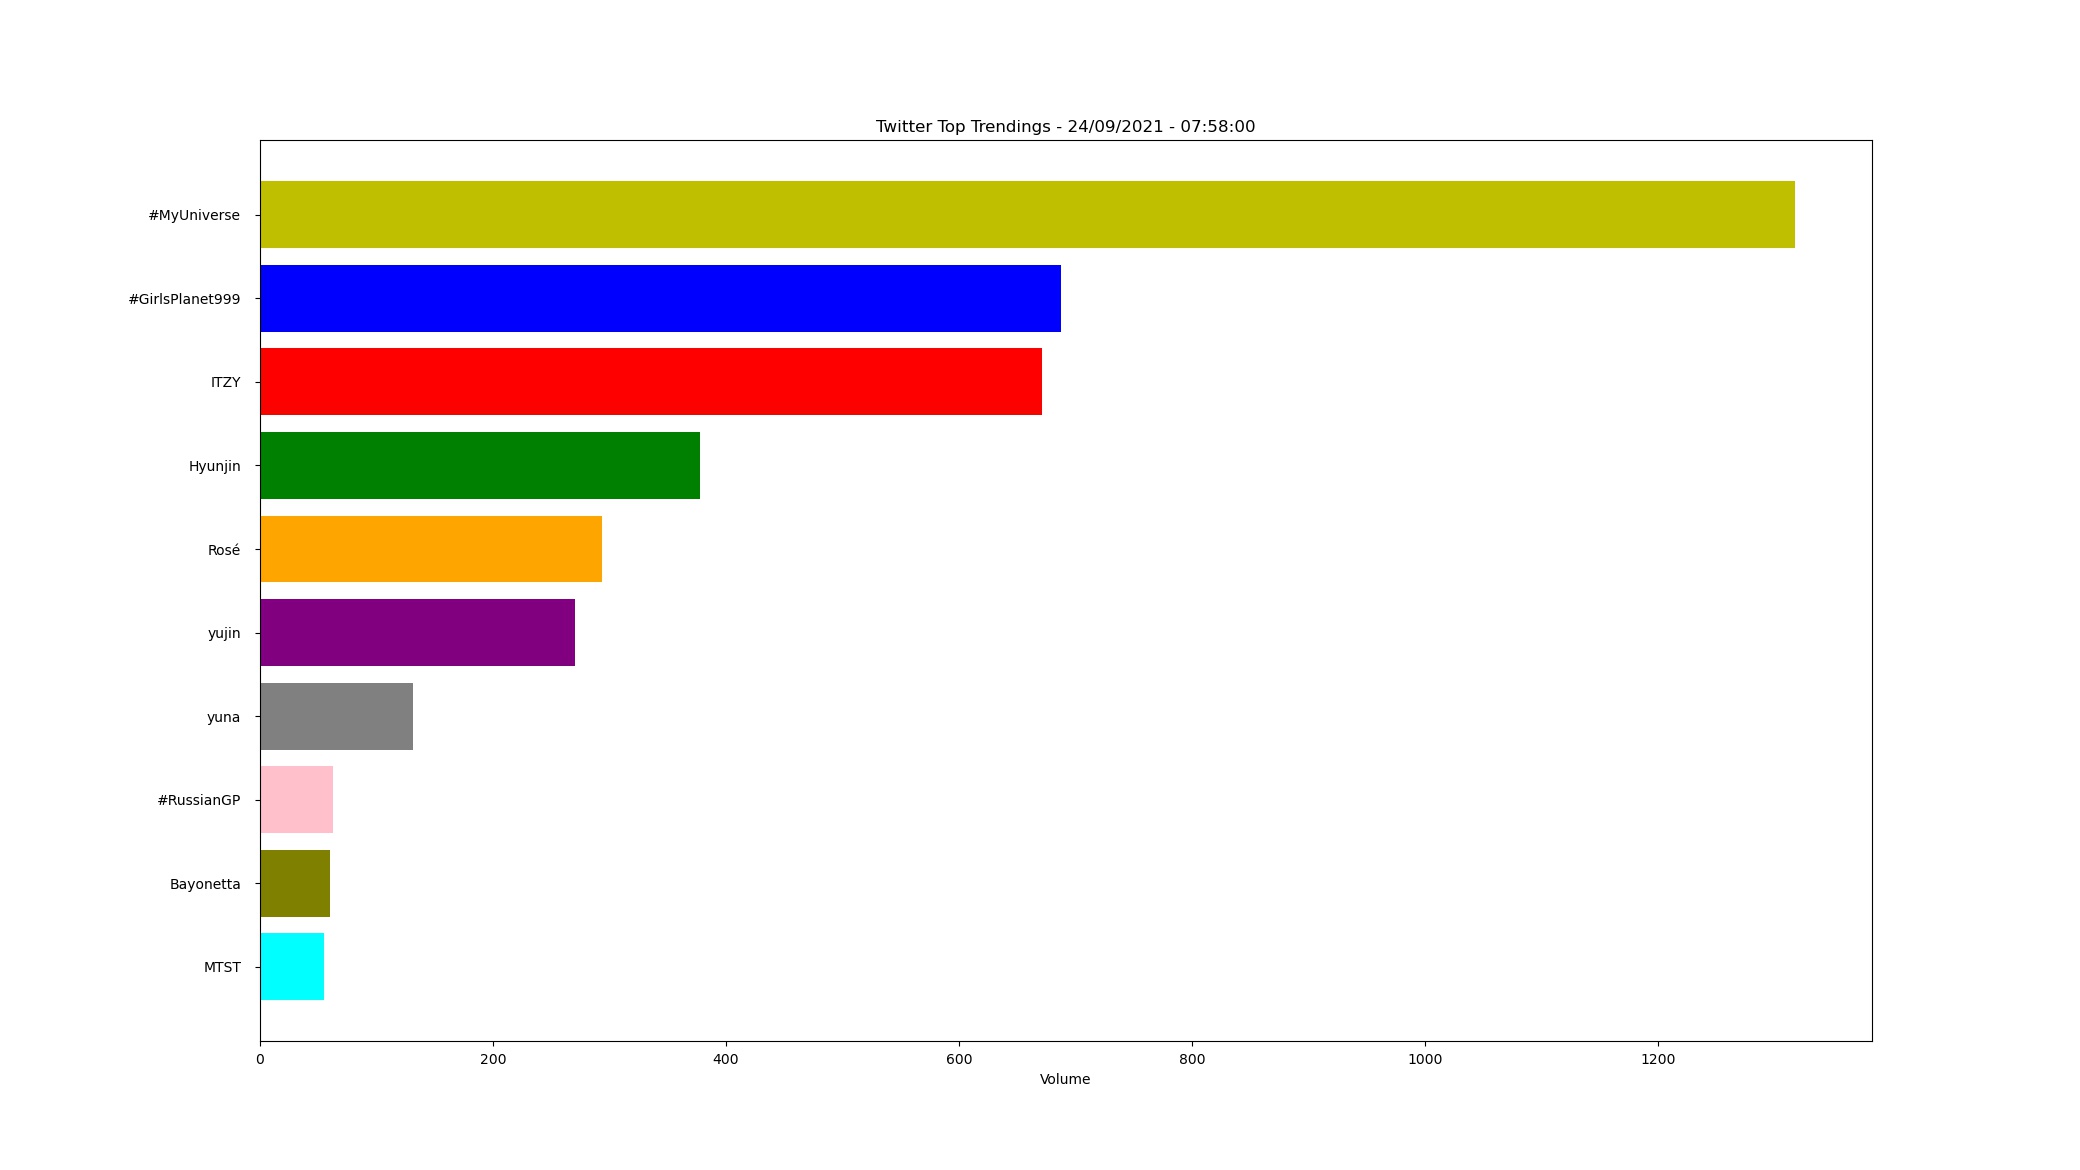 Twitter Top Trendings - 24/09/2021 - 07:58:00
#MyUniverse
#GirlsPlanet999
ITZY
Hyunjin
Rosé
yujin
yuna
#RussianGP
Bayonetta
MTST
0 200 400 600 800 1000 1200
Volume